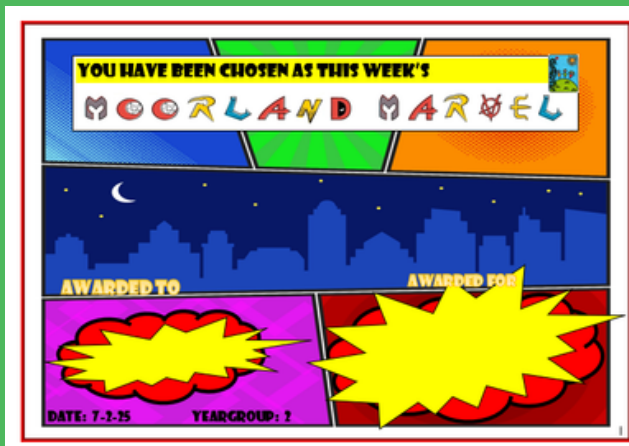 YOU HAVE BEEN CHOSEN AS THIS WEEK'S
MOORLAND MARVEL
AWARDED TO
AWARDED FOR
DATE: 7-2-25 YEARGROUP: 2
1